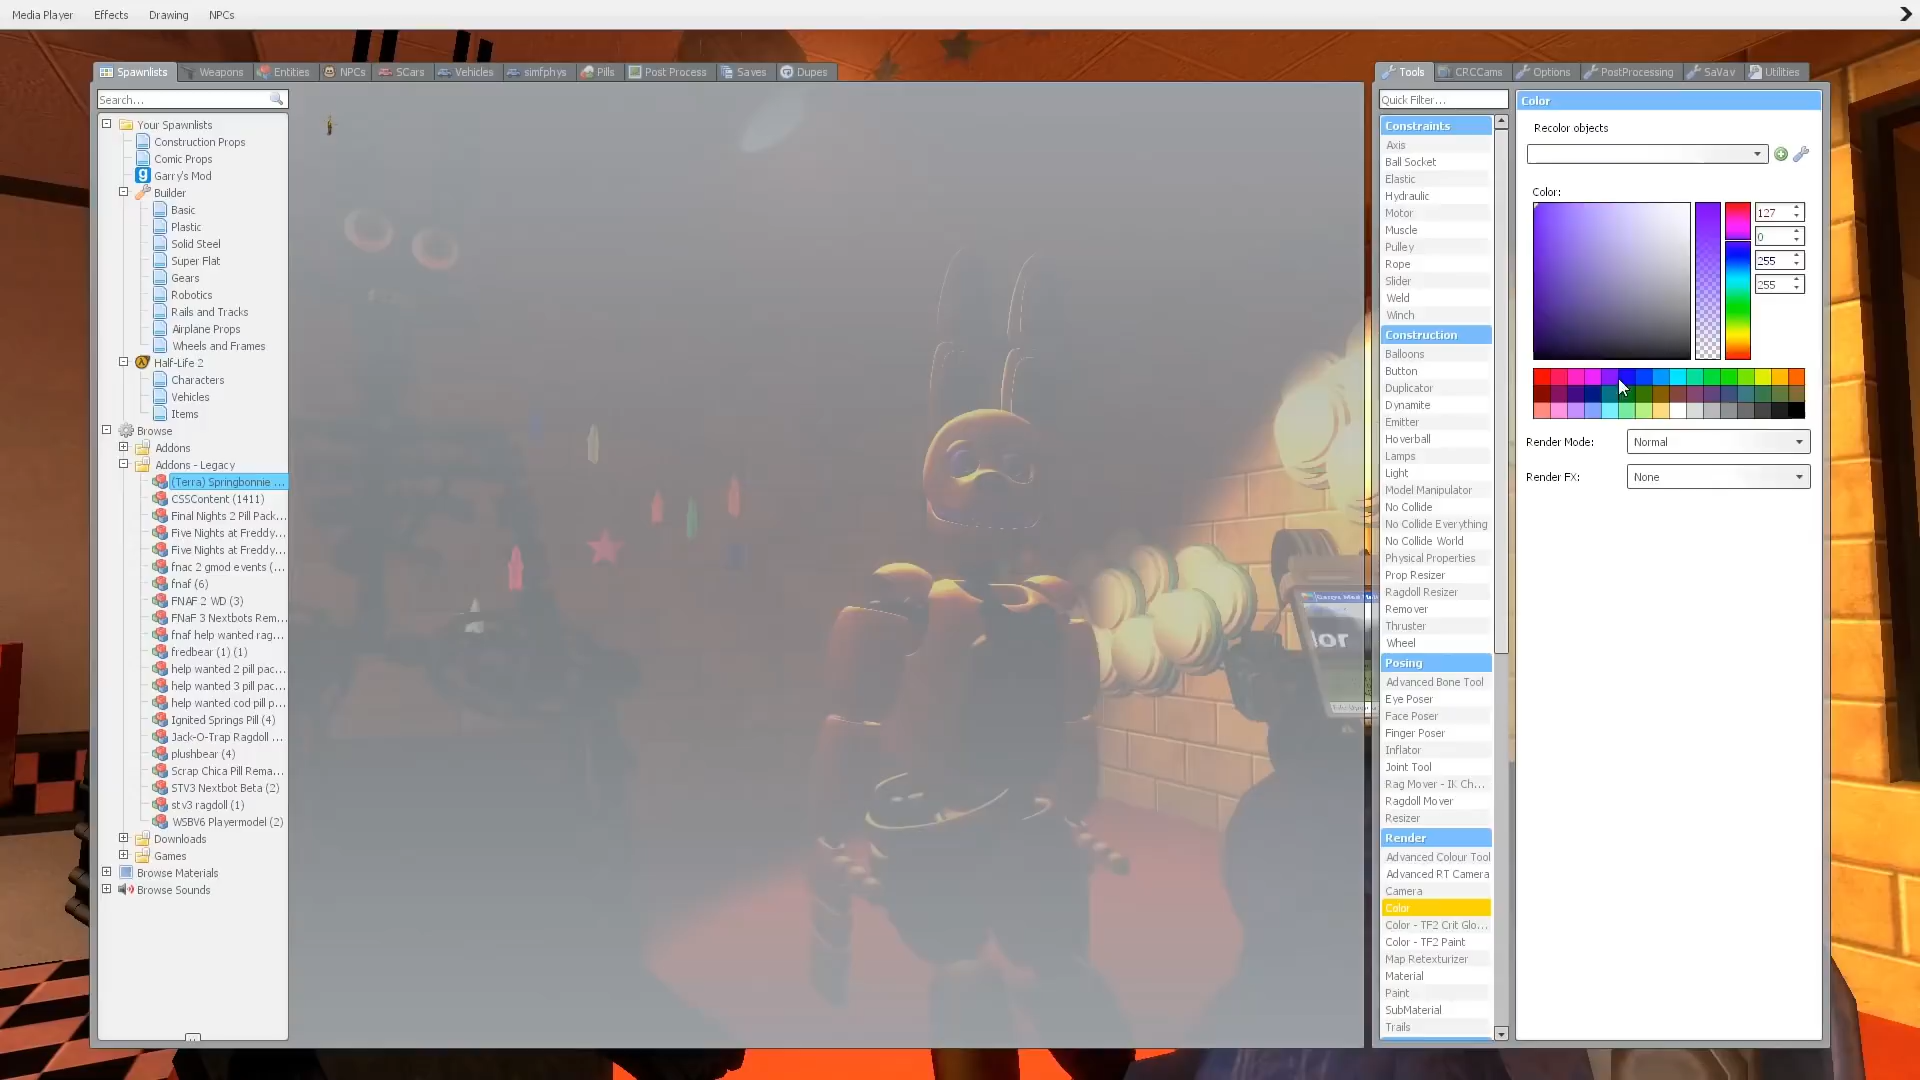 Media Player Effects Drawing NPCs
Spawnlists Weapons Entities NPCs SCars Vehicles simfphys Pills Post Process Saves Dupes
Search...
Your Spawnlists
Construction Props
Comic Props
Garry's Mod
Builder
Basic
Plastic
Solid Steel
Super Flat
Gears
Robotics
Rails and Tracks
Airplane Props
Wheels and Frames
Half-Life 2
Characters
Vehicles
Items
Browse
Addons
Addons - Legacy
(Terra) Springbonnie ...
CSSContent (1411)
Final Nights 2 Pill Pack...
Five Nights at Freddy...
Five Nights at Freddy...
fnac 2 gmod events (...
fnaf (6)
FNAF 2 WD (3)
FNaF 3 Nextbots Rem...
fnaf help wanted rag...
fredbear (1) (1)
help wanted 2 pill pac...
help wanted 3 pill pac...
help wanted cod pill p...
Ignited Springs Pill (4)
Jack-O-Trap Ragdoll ...
plushbear (4)
Scrap Chica Pill Rema...
STV3 Nextbot Beta (2)
stv3 ragdoll (1)
WSBV6 Playermodel (2)
Downloads
Games
Browse Materials
Browse Sounds
lor
Tools CRCCams Options PostProcessing SaVav Utilities
Quick Filter...
Constraints
Axis
Ball Socket
Elastic
Hydraulic
Motor
Muscle
Pulley
Rope
Slider
Weld
Winch
Construction
Balloons
Button
Duplicator
Dynamite
Emitter
Hoverball
Lamps
Light
Model Manipulator
No Collide
No Collide Everything
No Collide World
Physical Properties
Prop Resizer
Ragdoll Resizer
Remover
Thruster
Wheel
Posing
Advanced Bone Tool
Eye Poser
Face Poser
Finger Poser
Inflator
Joint Tool
Rag Mover - IK Ch...
Ragdoll Mover
Resizer
Render
Advanced Colour Tool
Advanced RT Camera
Camera
Color
Color - TF2 Crit Glo...
Color - TF2 Paint
Map Retexturizer
Material
Paint
SubMaterial
Trails
Color
Recolor objects
Color:
127
0
255
255
Render Mode: Normal
Render FX: None